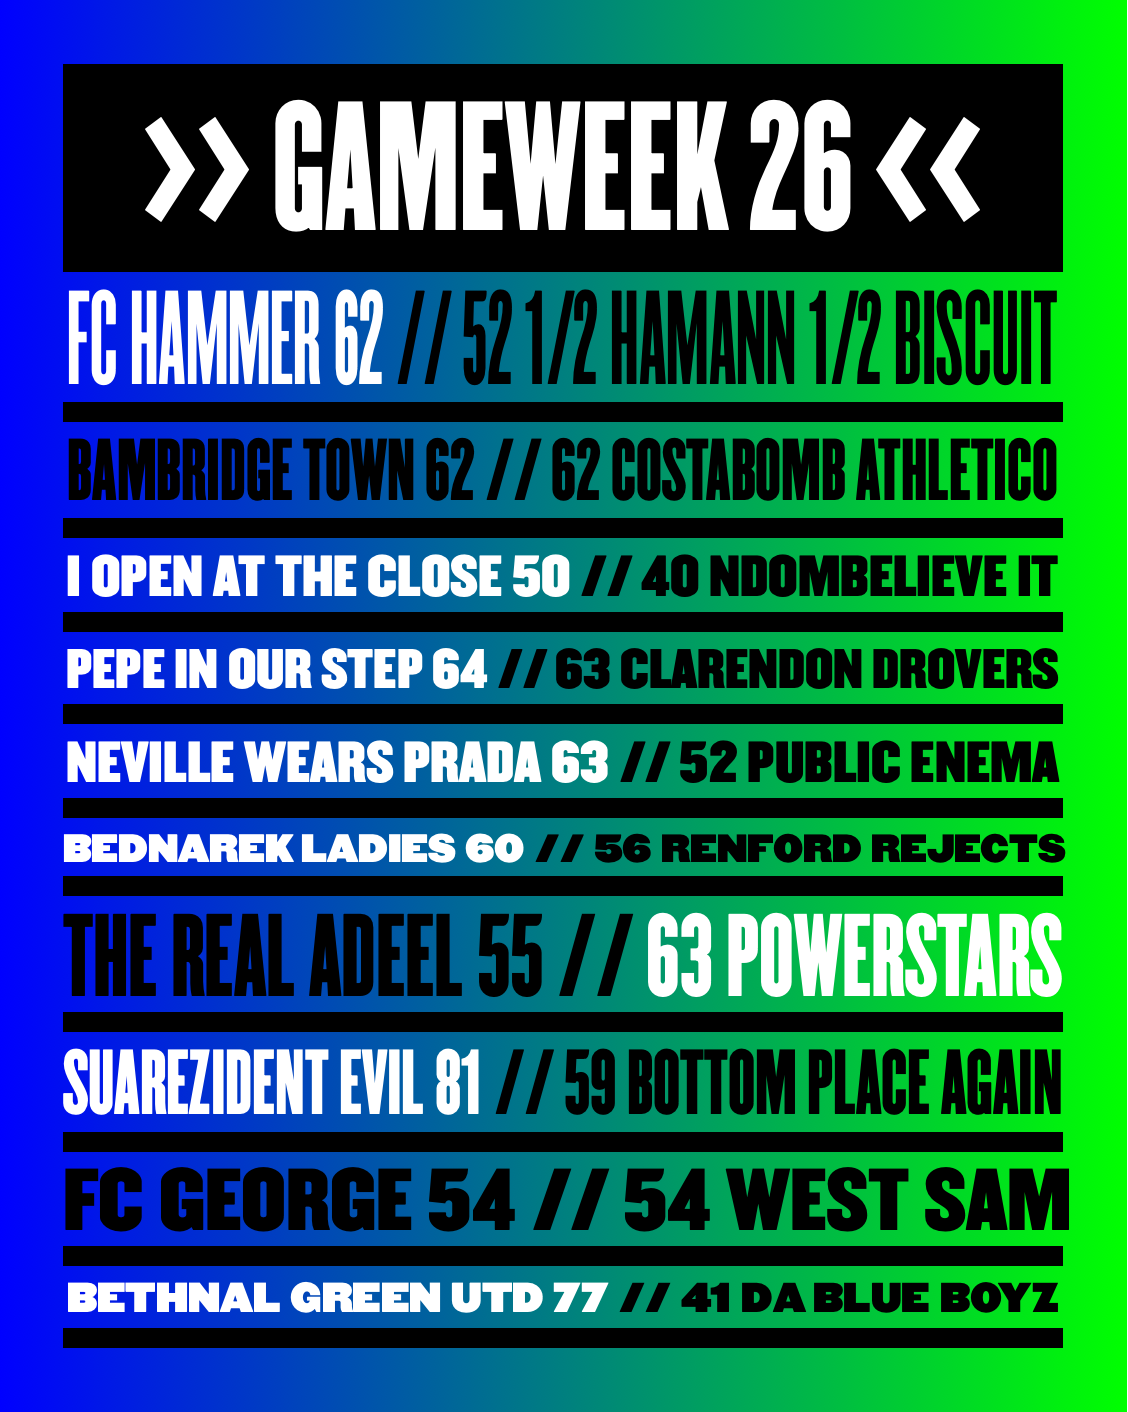 >> GAMEWEEK 26 <<
FC HAMMER 62 // 52 1/2 HAMANN 1/2 BISCUIT
BAMBRIDGE TOWN 62 // 62 COSTABOMB ATHLETICO
I OPEN AT THE CLOSE 50 // 40 NDOMBELIEVE IT
PEPE IN OUR STEP 64 // 63 CLARENDON DROVERS
NEVILLE WEARS PRADA 63 // 52 PUBLIC ENEMA
BEDNAREK LADIES 60 // 56 RENFORD REJECTS
THE REAL ADEEL 55 // 63 POWERSTARS
SUAREZIDENT EVIL 81 // 59 BOTTOM PLACE AGAIN
FC GEORGE 54 // 54 WEST SAM
BETHNAL GREEN UTD 77 // 41 DA BLUE BOYZ